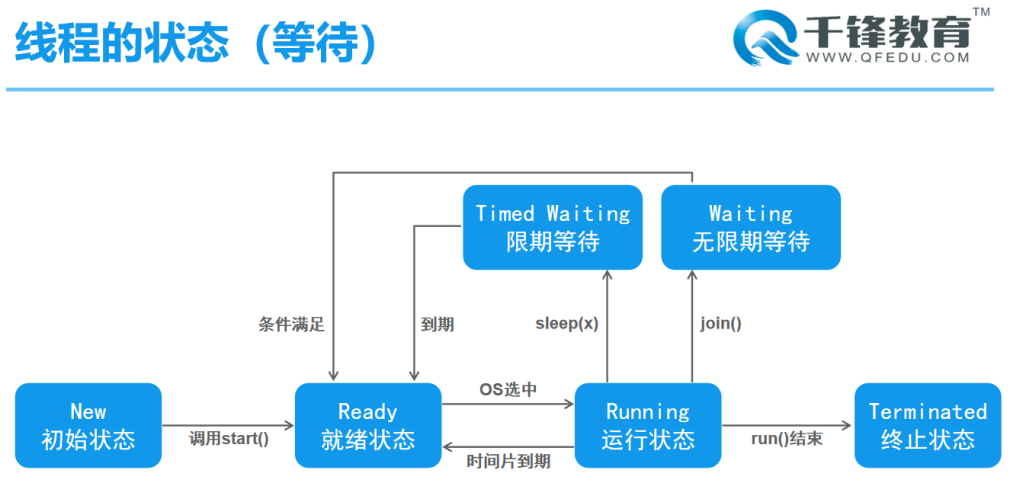 线程的状态（等待）
千锋教育TM
WWW.QFEDU.COM
Timed Waiting
限期等待
Waiting
无限期等待
条件满足
到期
sleep(x)
join()
New
初始状态
调用start()
Ready
就绪状态
OS选中
时间片到期
Running
运行状态
run()结束
Terminated
终止状态